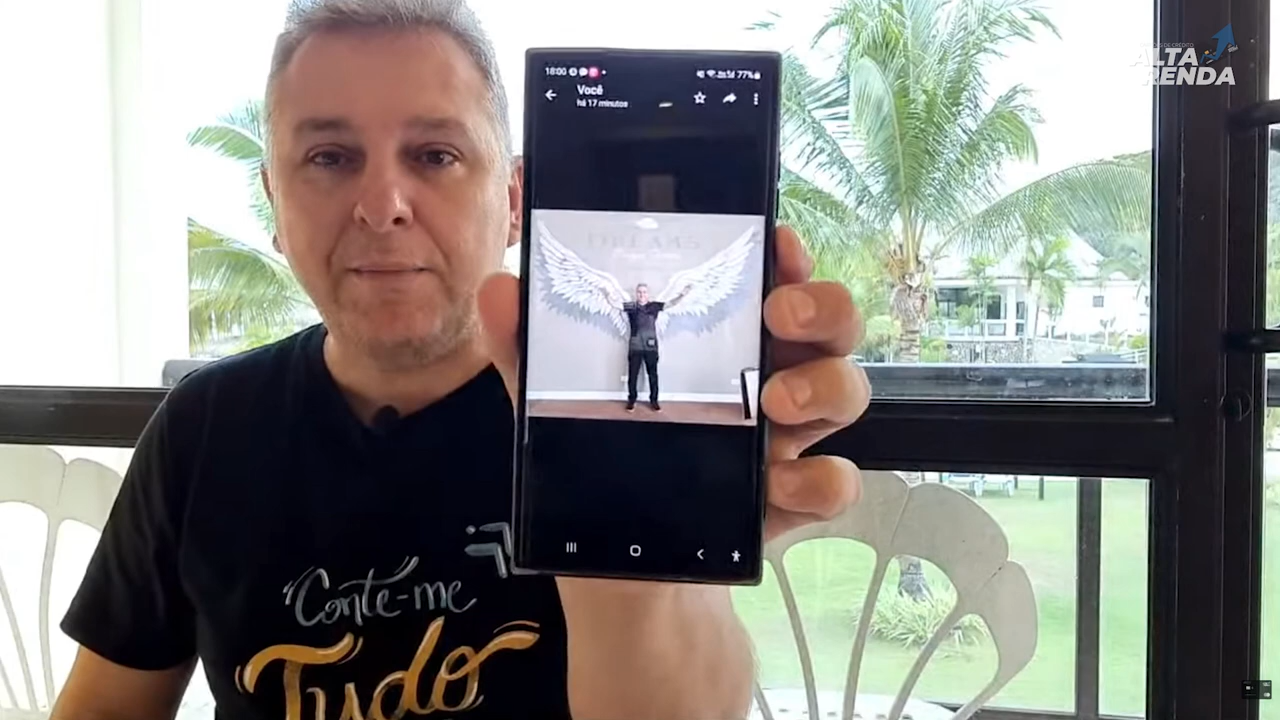 ALTA
RENDA
18:00
77%
Você
há 17 minutos
DREAMS
Conte-me
Tudo